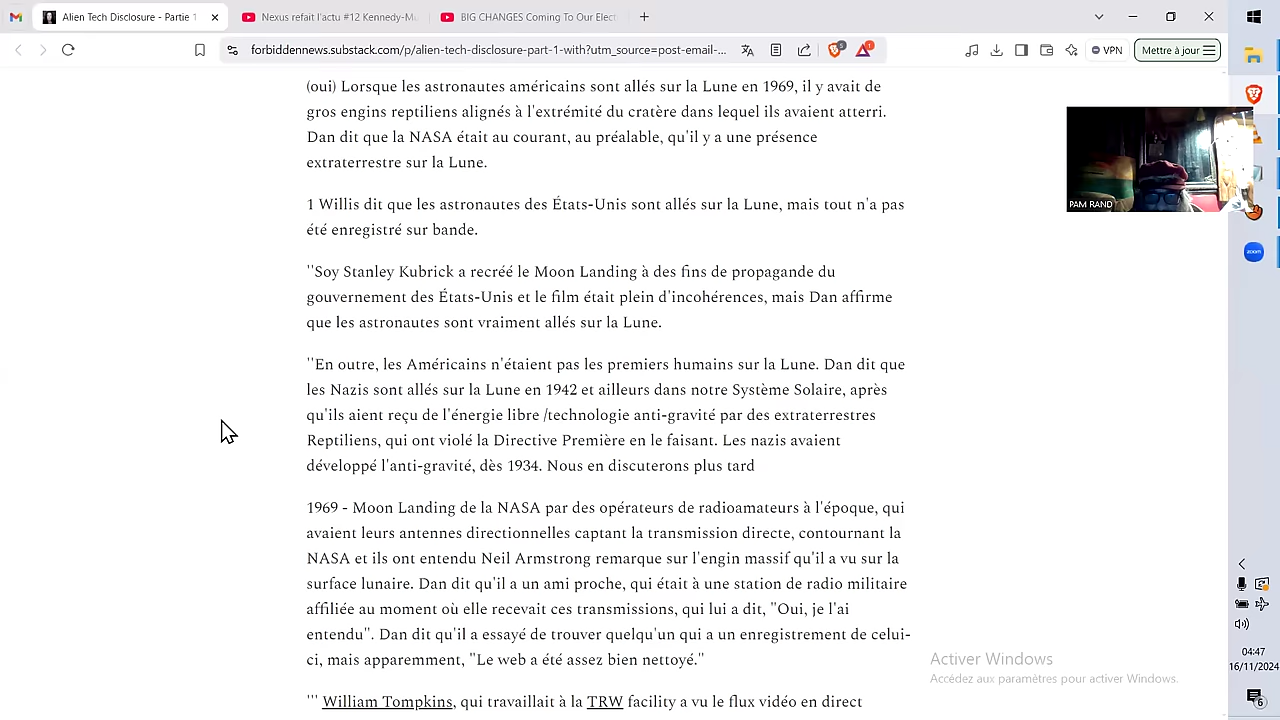 Alien Tech Disclosure - Partie 1
Nexus refait l'actu #12 Kennedy-Mu
BIG CHANGES Coming To Our Elect
forbiddennews.substack.com/p/alien-tech-disclosure-part-1-with?utm_source=post-email-...
5
1
VPN
Mettre à jour
(oui) Lorsque les astronautes américains sont allés sur la Lune en 1969, il y avait de
gros engins reptiliens alignés à l'extrémité du cratère dans lequel ils avaient atterri.
Dan dit que la NASA était au courant, au préalable, qu'il y a une présence
extraterrestre sur la Lune.
1 Willis dit que les astronautes des États-Unis sont allés sur la Lune, mais tout n'a pas
été enregistré sur bande.
''Soy Stanley Kubrick a recréé le Moon Landing à des fins de propagande du
gouvernement des États-Unis et le film était plein d'incohérences, mais Dan affirme
que les astronautes sont vraiment allés sur la Lune.
''En outre, les Américains n'étaient pas les premiers humains sur la Lune. Dan dit que
les Nazis sont allés sur la Lune en 1942 et ailleurs dans notre Système Solaire, après
qu'ils aient reçu de l'énergie libre /technologie anti-gravité par des extraterrestres
Reptiliens, qui ont violé la Directive Première en le faisant. Les nazis avaient
développé l'anti-gravité, dès 1934. Nous en discuterons plus tard
1969 - Moon Landing de la NASA par des opérateurs de radioamateurs à l'époque, qui
avaient leurs antennes directionnelles captant la transmission directe, contournant la
NASA et ils ont entendu Neil Armstrong remarque sur l'engin massif qu'il a vu sur la
surface lunaire. Dan dit qu'il a un ami proche, qui était à une station de radio militaire
affiliée au moment où elle recevait ces transmissions, qui lui a dit, "Oui, je l'ai
entendu". Dan dit qu'il a essayé de trouver quelqu'un qui a un enregistrement de celui-
ci, mais apparemment, "Le web a été assez bien nettoyé."
''' William Tompkins, qui travaillait à la TRW facility a vu le flux vidéo en direct
PAM RAND
zoom
Activer Windows
Accédez aux paramètres pour activer Windows.
04:47
16/11/2024
6